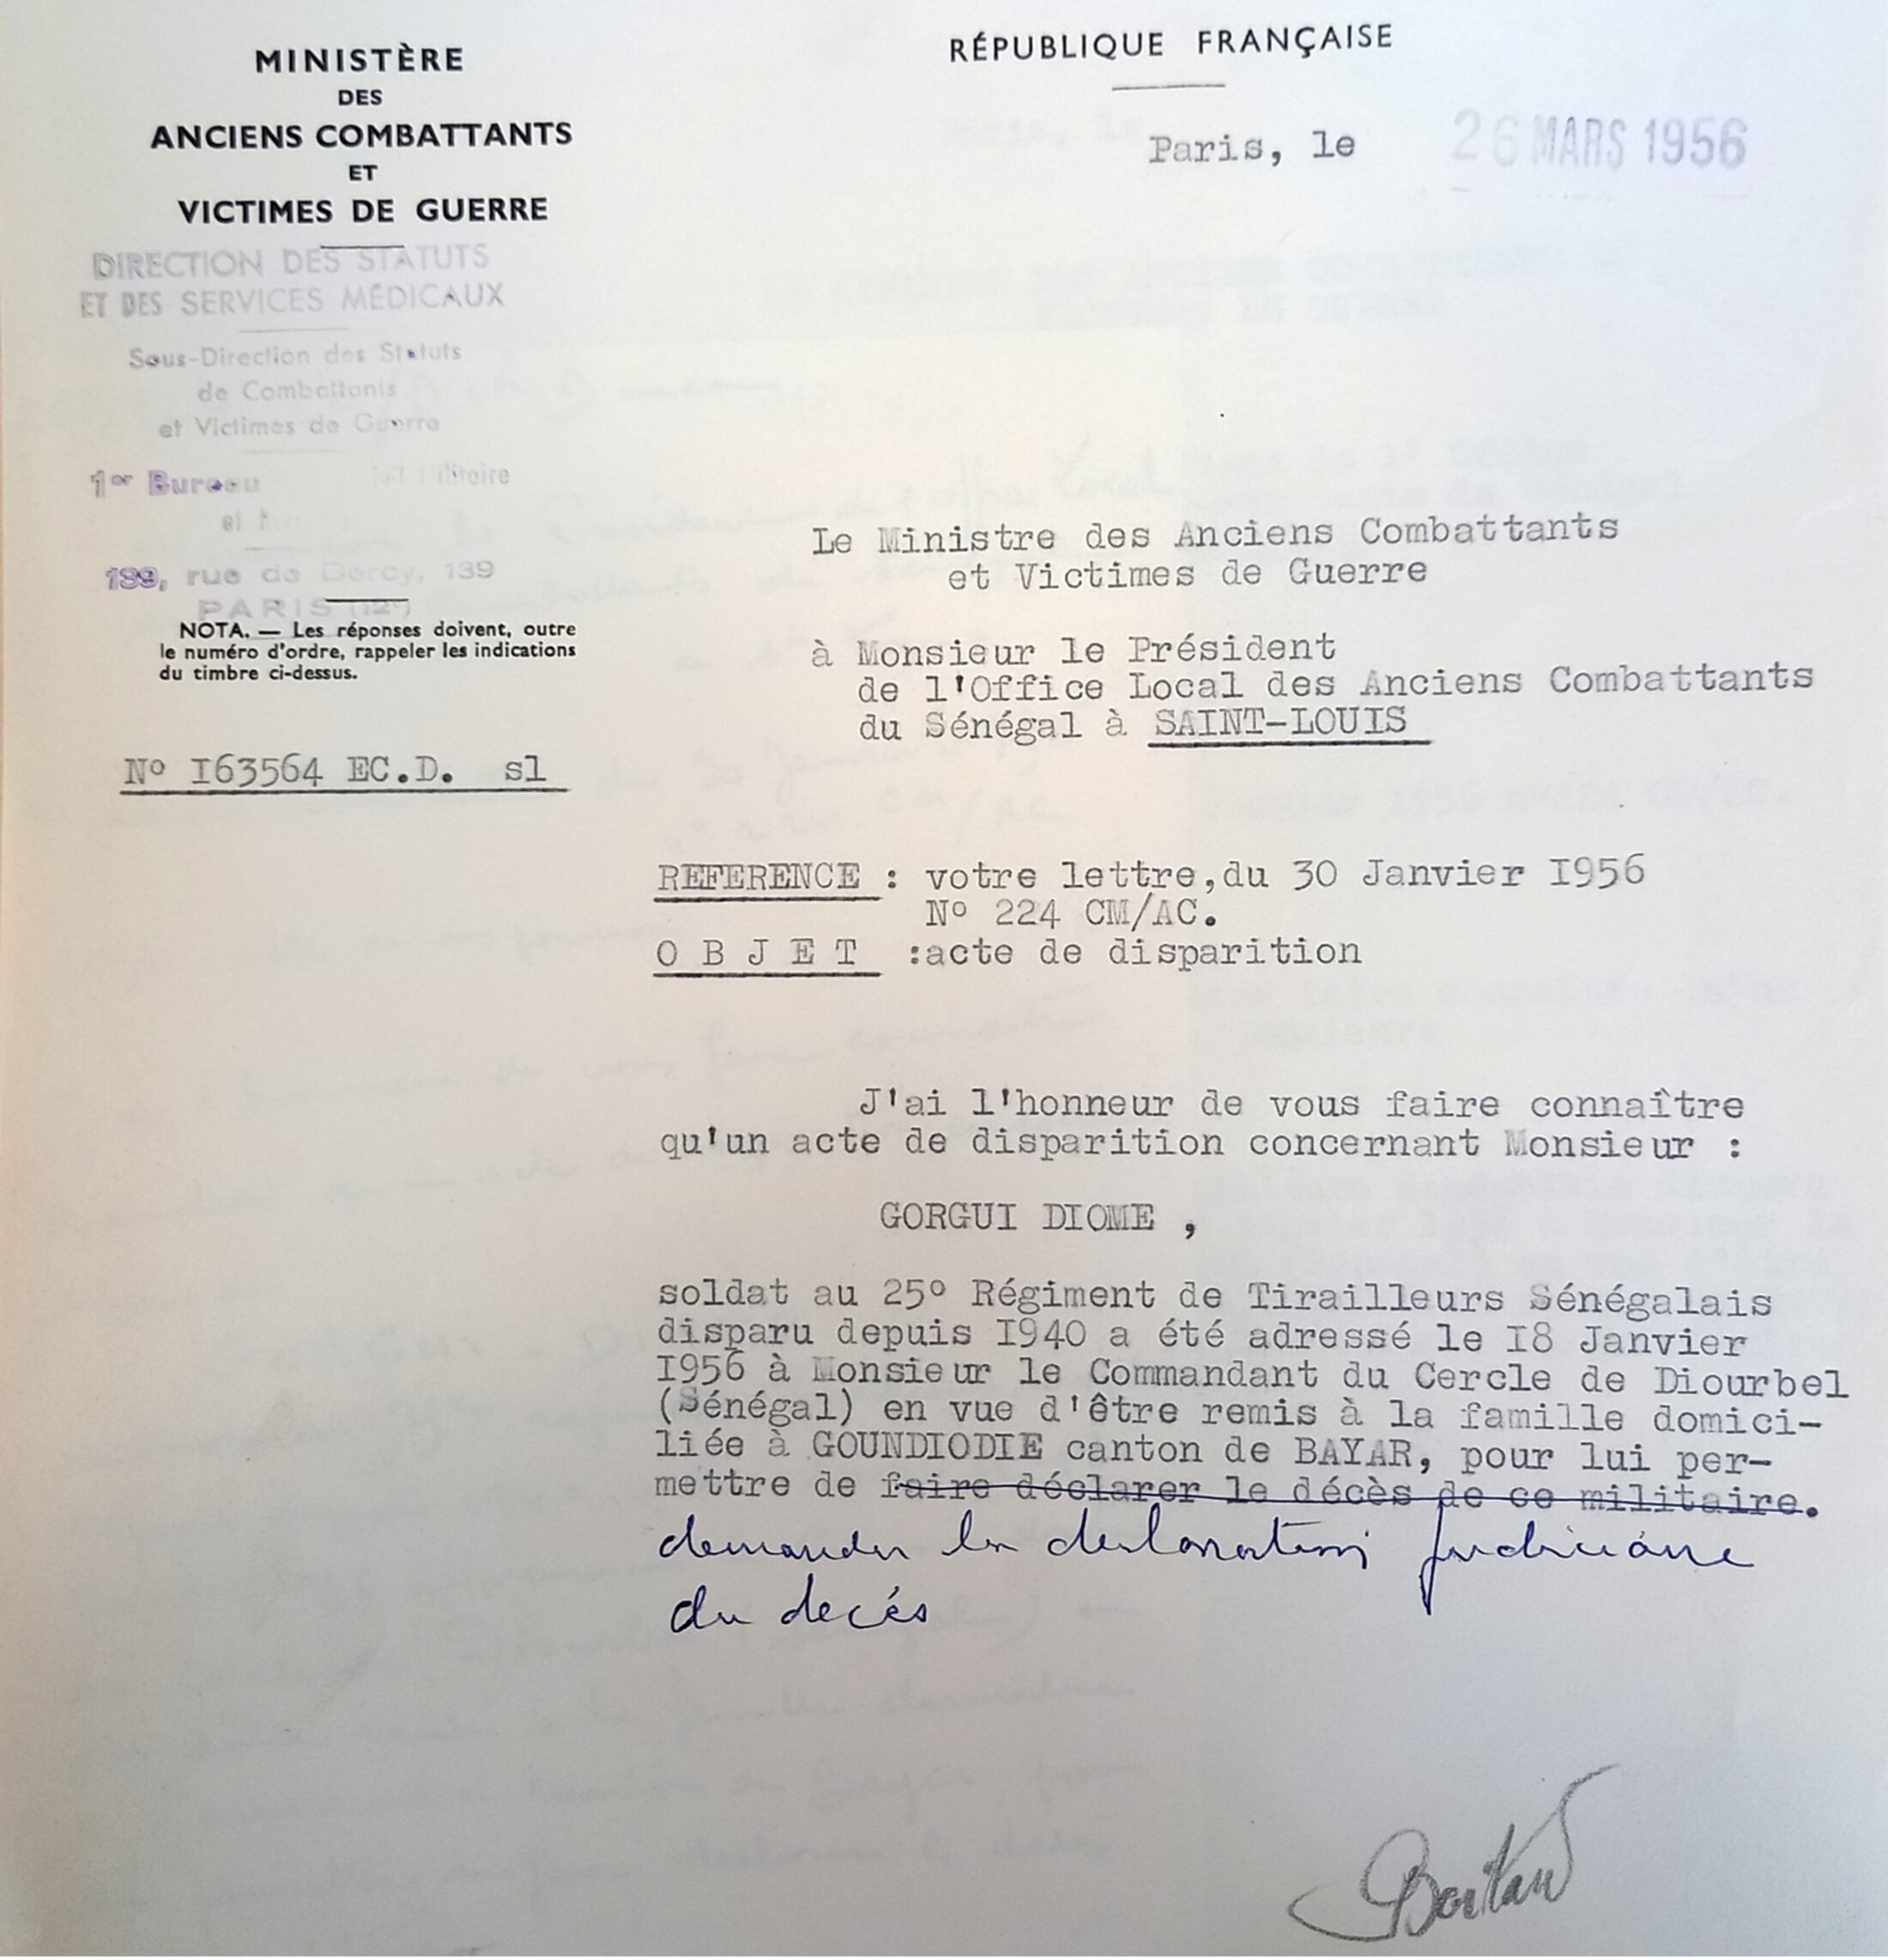 MINISTÈRE
DES
ANCIENS COMBATTANTS
ET
VICTIMES DE GUERRE
DIRECTION DES STATUTS
ET DES SERVICES MÉDICAUX
Sous-Direction des Statuts
de Combattants
et Victimes de Guerre
1er Bureau
et
139, rue de Bercy, 139
PARIS (12e)
NOTA. — Les réponses doivent, outre
le numéro d'ordre, rappeler les indications
du timbre ci-dessus.
Nº I63564 EC.D. sl
RÉPUBLIQUE FRANÇAISE
Paris, le 26 MARS 1956
Le Ministre des Anciens Combattants
et Victimes de Guerre
à Monsieur le Président
de l'Office Local des Anciens Combattants
du Sénégal à SAINT-LOUIS
REFERENCE : votre lettre,du 30 Janvier I956
Nº 224 CM/AC.
O B J E T :acte de disparition
J'ai l'honneur de vous faire connaître
qu'un acte de disparition concernant Monsieur :
GORGUI DIOME ,
soldat au 25º Régiment de Tirailleurs Sénégalais
disparu depuis I940 a été adressé le I8 Janvier
I956 à Monsieur le Commandant du Cercle de Diourbel
(Sénégal) en vue d'être remis à la famille domici-
liée à GOUNDIODIE canton de BAYAR, pour lui per-
mettre de faire déclarer le décès de ce militaire.
demander la declaration judiciaire
du decés